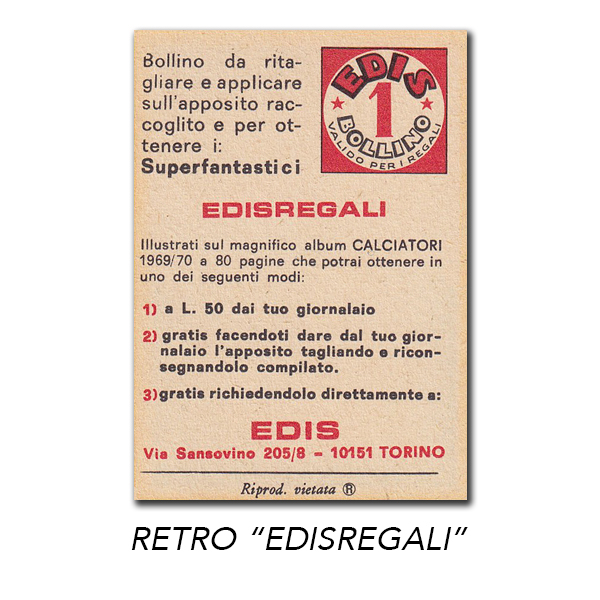 Bollino da rita-
gliare e applicare
sull'apposito rac-
coglito e per ot-
tenere i:
Superfantastici
EDIS
1
BOLLINO
VALIDO PER I REGALI
EDISREGALI
Illustrati sul magnifico album CALCIATORI
1969/70 a 80 pagine che potrai ottenere in
uno dei seguenti modi:
1) a L. 50 dai tuo giornalaio
2) gratis facendoti dare dal tuo gior-
nalaio l'apposito tagliando e ricon-
segnandolo compilato.
3) gratis richiedendolo direttamente a:
EDIS
Via Sansovino 205/8 – 10151 TORINO
Riprod. vietata ®
RETRO “EDISREGALI”